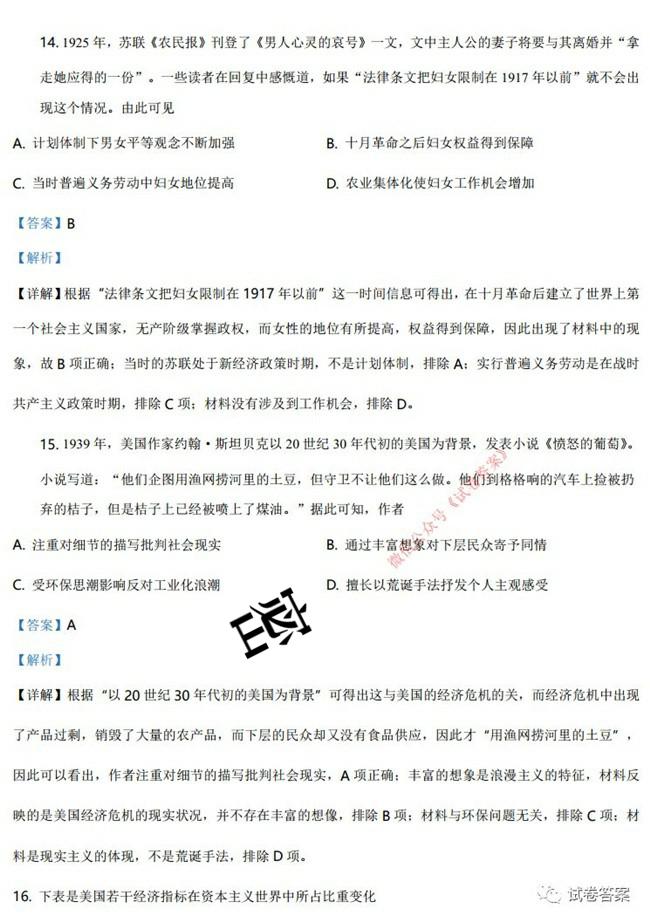 14. 1925 年，苏联《农民报》刊登了《男人心灵的哀号》一文，文中主人公的妻子将要与其离婚并“拿
走她应得的一份”。一些读者在回复中感慨道，如果“法律条文把妇女限制在 1917 年以前”就不会出
现这个情况。由此可见
A. 计划体制下男女平等观念不断加强 B. 十月革命之后妇女权益得到保障
C. 当时普遍义务劳动中妇女地位提高 D. 农业集体化使妇女工作机会增加
【答案】B
【解析】
【详解】根据“法律条文把妇女限制在 1917 年以前”这一时间信息可得出，在十月革命后建立了世界上第
一个社会主义国家，无产阶级掌握政权，而女性的地位有所提高，权益得到保障，因此出现了材料中的现
象，故 B 项正确；当时的苏联处于新经济政策时期，不是计划体制，排除 A；实行普遍义务劳动是在战时
共产主义政策时期，排除 C 项；材料没有涉及到工作机会，排除 D。
15. 1939 年，美国作家约翰·斯坦贝克以 20 世纪 30 年代初的美国为背景，发表小说《愤怒的葡萄》。
小说写道：“他们企图用渔网捞河里的土豆，但守卫不让他们这么做。他们到格格响的汽车上捡被扔
弃的桔子，但是桔子上已经被喷上了煤油。”据此可知，作者
A. 注重对细节的描写批判社会现实 B. 通过丰富想象对下层民众寄予同情
C. 受环保思潮影响反对工业化浪潮 D. 擅长以荒诞手法抒发个人主观感受
【答案】A
【解析】
【详解】根据“以 20 世纪 30 年代初的美国为背景”可得出这与美国的经济危机的关，而经济危机中出现
了产品过剩，销毁了大量的农产品，而下层的民众却又没有食品供应，因此才“用渔网捞河里的土豆”，
因此可以看出，作者注重对细节的描写批判社会现实，A 项正确；丰富的想象是浪漫主义的特征，材料反
映的是美国经济危机的现实状况，并不存在丰富的想像，排除 B 项；材料与环保问题无关，排除 C 项；材
料是现实主义的体现，不是荒诞手法，排除 D 项。
16. 下表是美国若干经济指标在资本主义世界中所占比重变化
微信公众号《试卷答案》
密
试卷答案